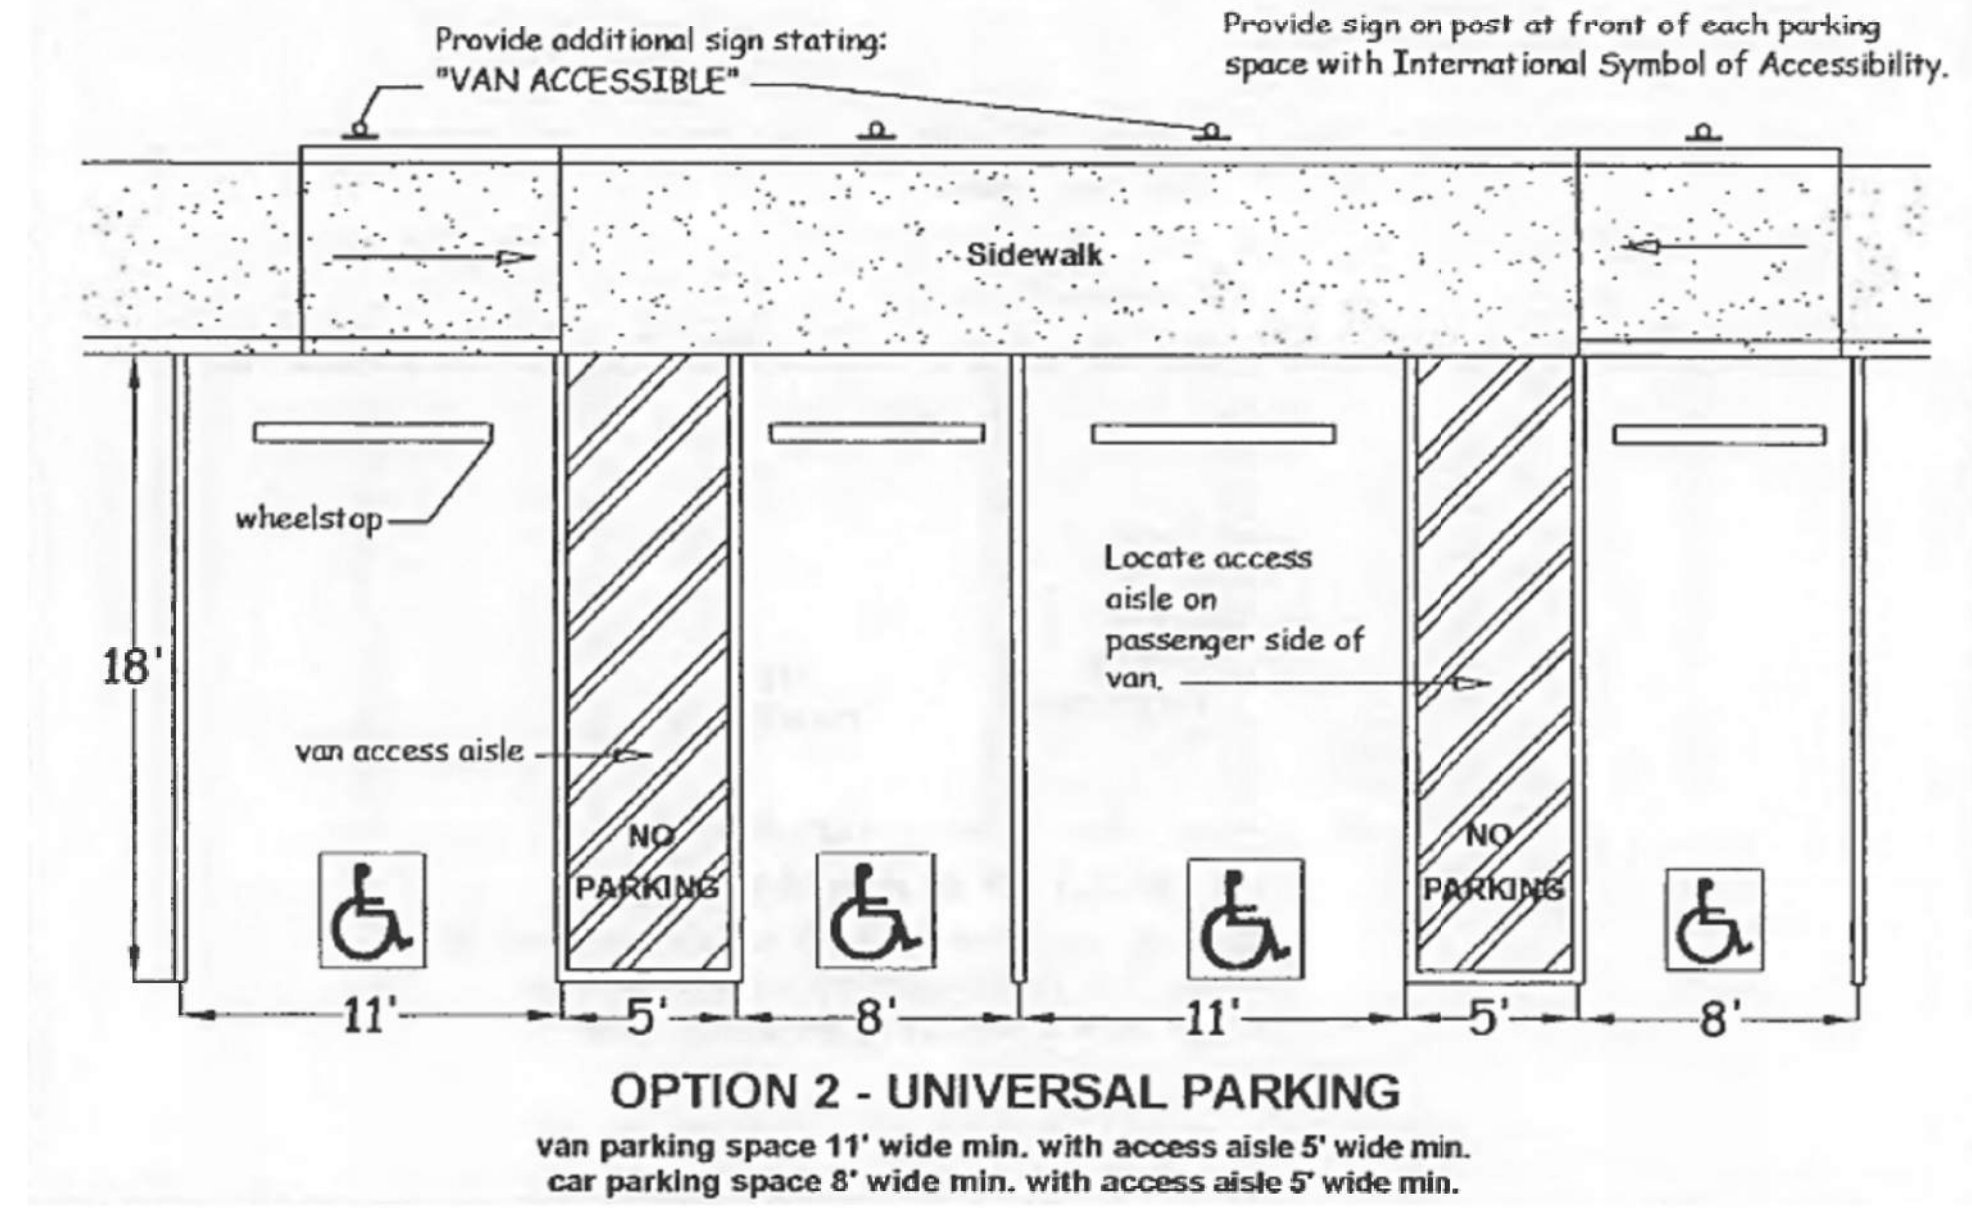 Provide additional sign stating:
"VAN ACCESSIBLE"
Provide sign on post at front of each parking
space with International Symbol of Accessibility.
Sidewalk
wheelstop
18'
Locate access
aisle on
passenger side of
van.
van access aisle
NO
PARKING
NO
PARKING
11'
5'
8'
11'
5'
8'
OPTION 2 - UNIVERSAL PARKING
van parking space 11' wide min. with access aisle 5' wide min.
car parking space 8' wide min. with access aisle 5' wide min.